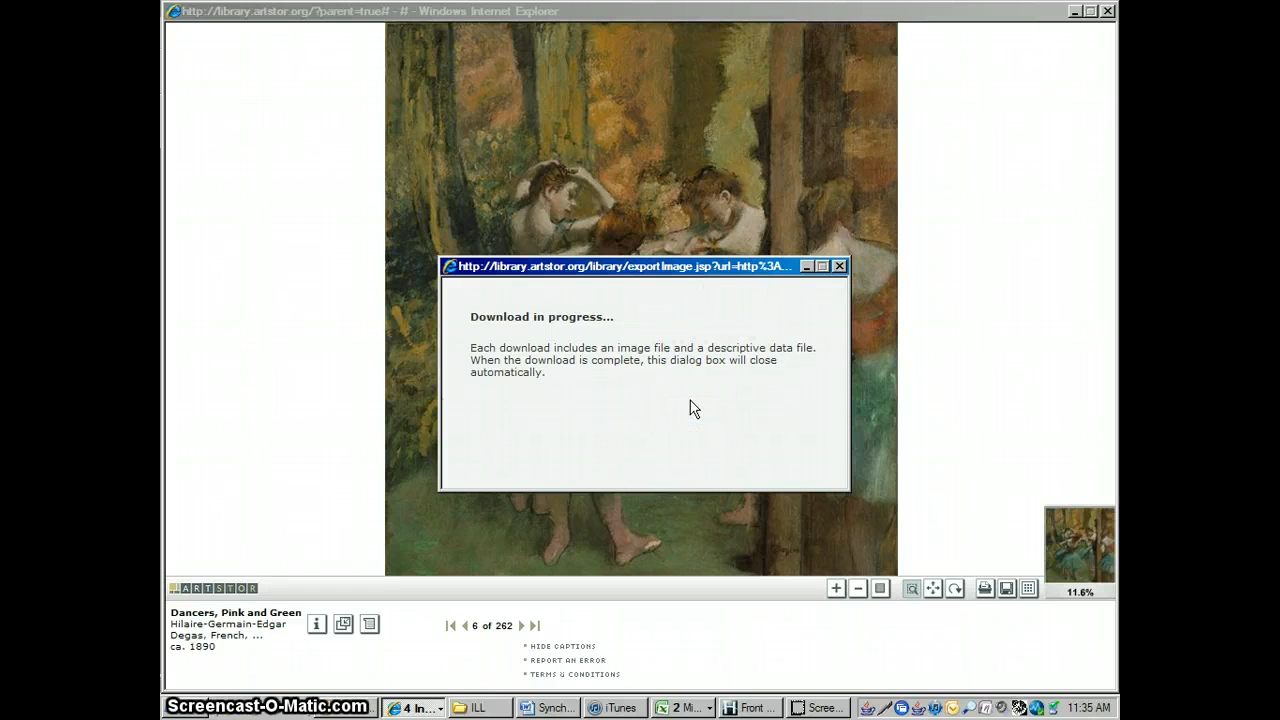 http://library.artstor.org/?parent=true# - # - Windows Internet Explorer
http://library.artstor.org/library/exportImage.jsp?url=http%3A...
Download in progress...
Each download includes an image file and a descriptive data file.
When the download is complete, this dialog box will close
automatically.
ARTSTOR
11.6%
Dancers, Pink and Green
Hilaire-Germain-Edgar
Degas, French, ...
ca. 1890
6 of 262
HIDE CAPTIONS
REPORT AN ERROR
TERMS & CONDITIONS
Screencast-O-Matic.com
4 In...
ILL
Synch...
iTunes
2 Mi...
Front ...
Scree...
11:35 AM